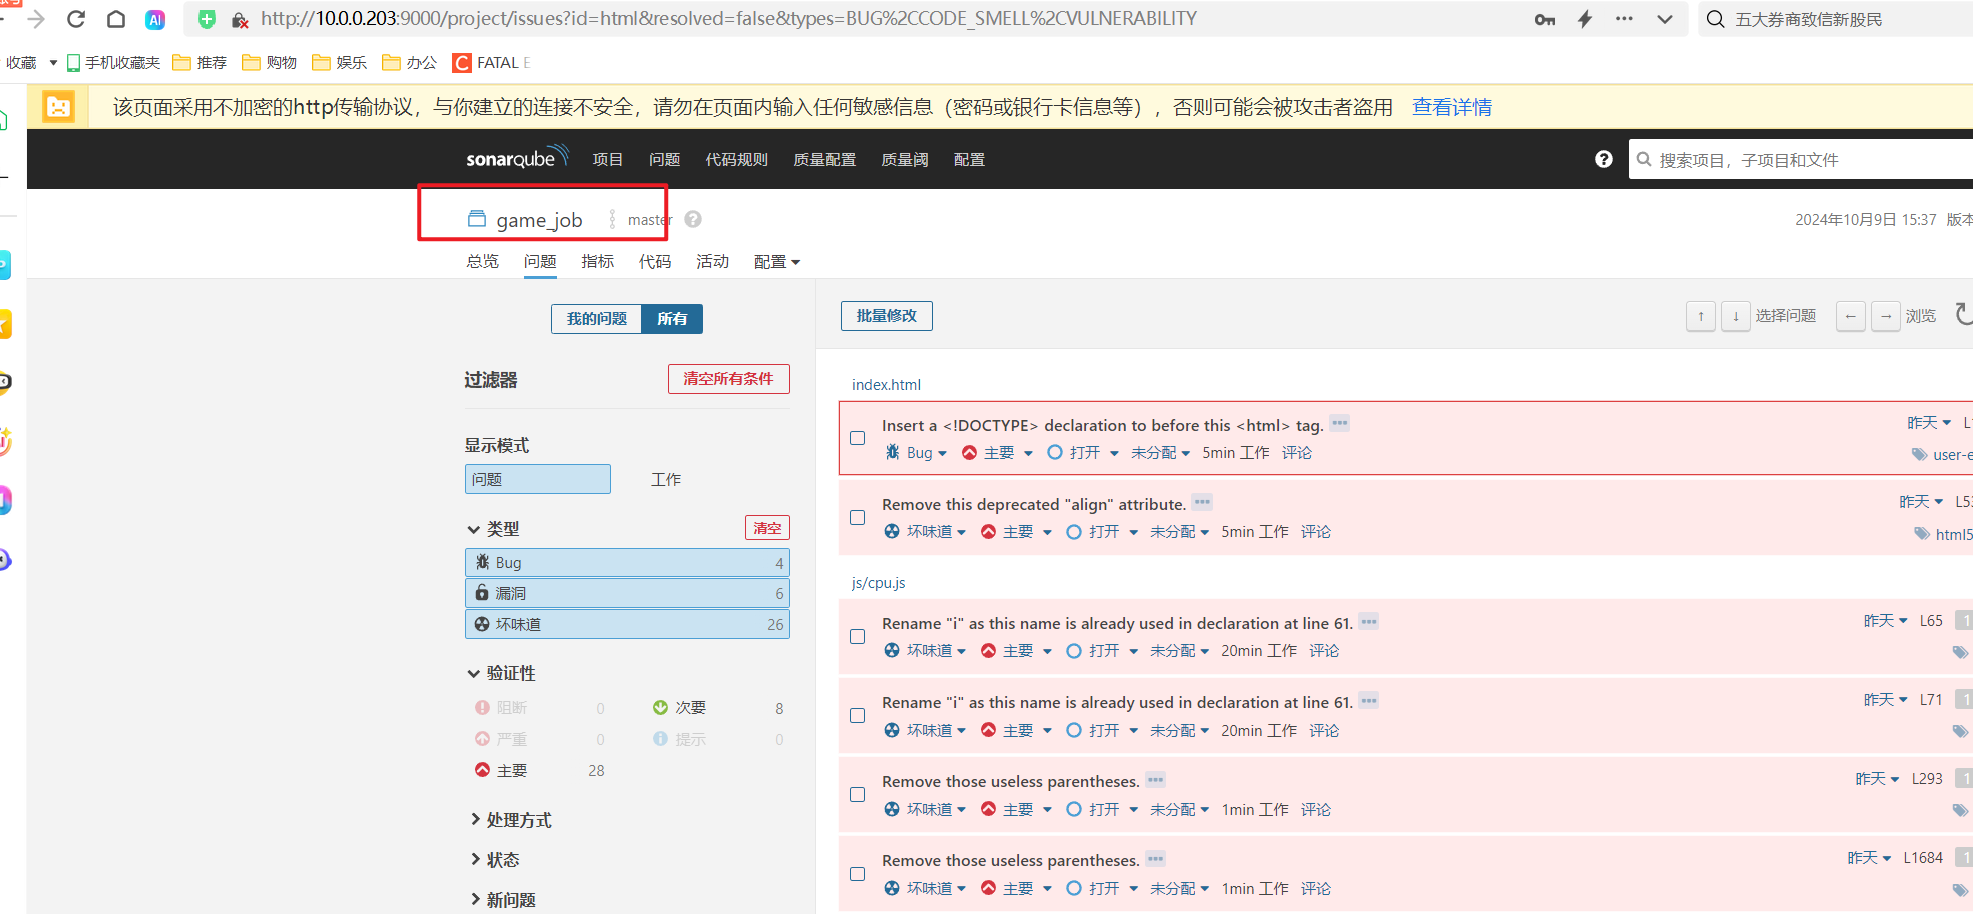 http://10.0.0.203:9000/project/issues?id=html&resolved=false&types=BUG%2CCODE_SMELL%2CVULNERABILITY
五大券商致信新股民
收藏 手机收藏夹 推荐 购物 娱乐 办公 C FATAL
该页面采用不加密的http传输协议，与你建立的连接不安全，请勿在页面内输入任何敏感信息（密码或银行卡信息等），否则可能会被攻击者盗用 查看详情
sonarqube 项目 问题 代码规则 质量配置 质量阈 配置
搜索项目，子项目和文件
game_job master
2024年10月9日 15:37 版本
总览 问题 指标 代码 活动 配置
我的问题 所有
批量修改
↑ ↓ 选择问题 ← → 浏览
过滤器 清空所有条件
显示模式
问题 工作
类型 清空
Bug 4
漏洞 6
坏味道 26
验证性
阻断 0 次要 8
严重 0 提示 0
主要 28
处理方式
状态
新问题
index.html
Insert a <!DOCTYPE> declaration to before this <html> tag.
昨天
Bug 主要 打开 未分配 5min 工作 评论
user-e
Remove this deprecated "align" attribute.
昨天 L53
坏味道 主要 打开 未分配 5min 工作 评论
html5
js/cpu.js
Rename "i" as this name is already used in declaration at line 61.
昨天 L65 1
坏味道 主要 打开 未分配 20min 工作 评论
Rename "i" as this name is already used in declaration at line 61.
昨天 L71 1
坏味道 主要 打开 未分配 20min 工作 评论
Remove those useless parentheses.
昨天 L293 1
坏味道 主要 打开 未分配 1min 工作 评论
Remove those useless parentheses.
昨天 L1684 1
坏味道 主要 打开 未分配 1min 工作 评论